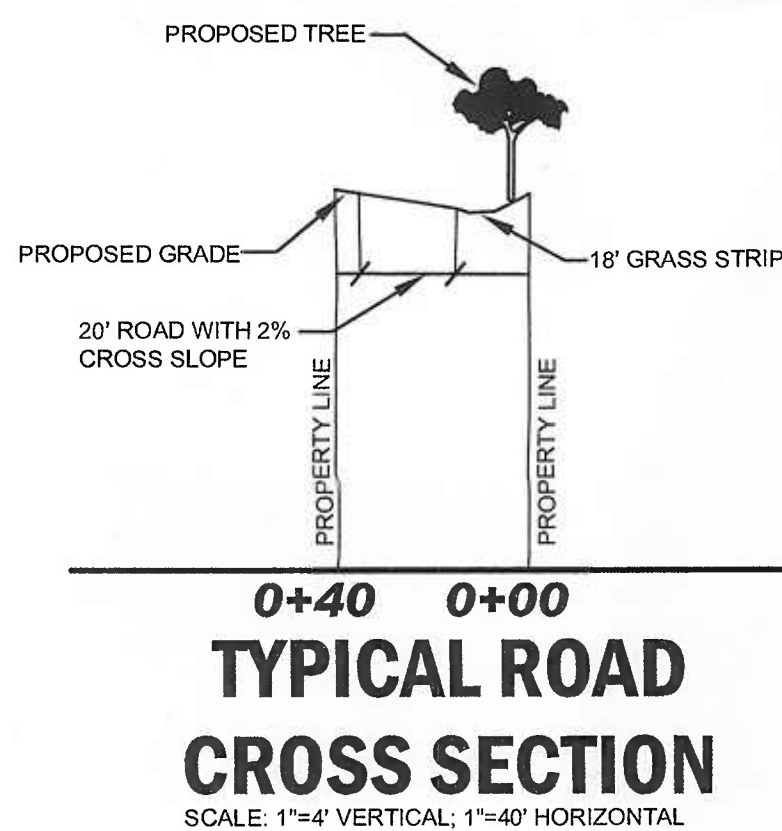 PROPOSED TREE
PROPOSED GRADE
18' GRASS STRIP
20' ROAD WITH 2%
CROSS SLOPE
PROPERTY LINE
PROPERTY LINE
0+40 0+00
TYPICAL ROAD
CROSS SECTION
SCALE: 1"=4' VERTICAL; 1"=40' HORIZONTAL